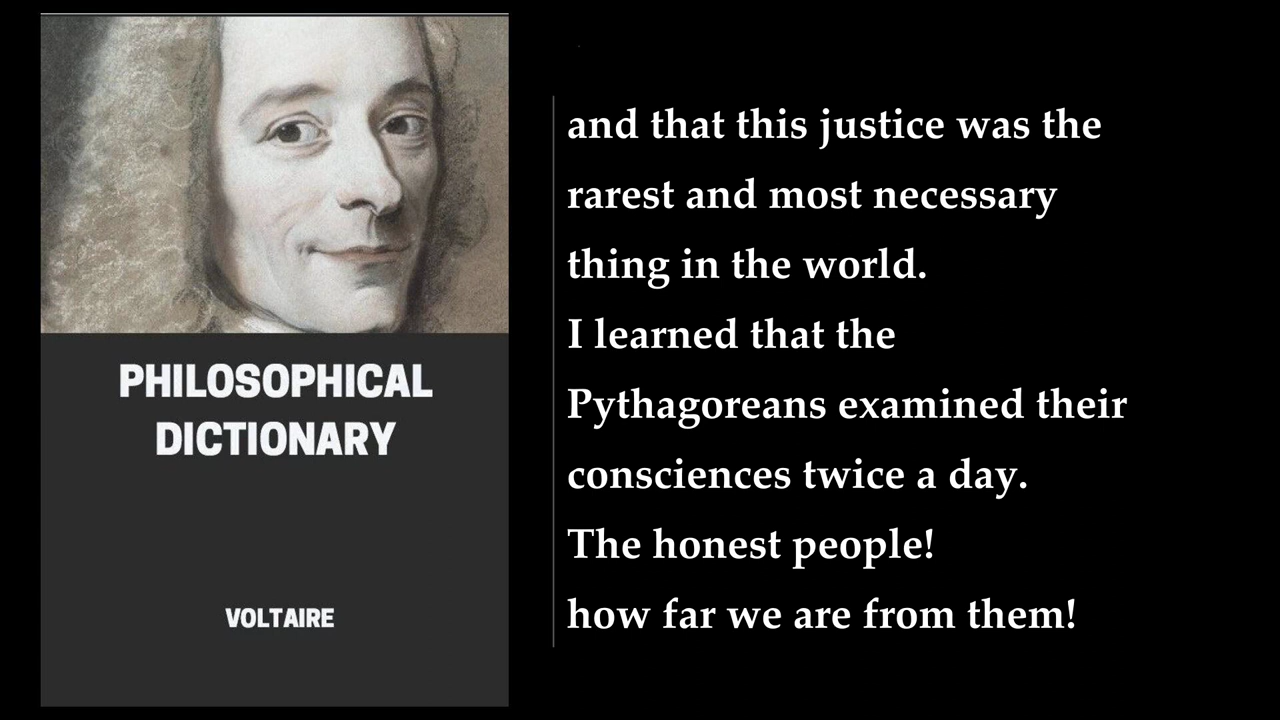 PHILOSOPHICAL
DICTIONARY
VOLTAIRE
and that this justice was the
rarest and most necessary
thing in the world.
I learned that the
Pythagoreans examined their
consciences twice a day.
The honest people!
how far we are from them!